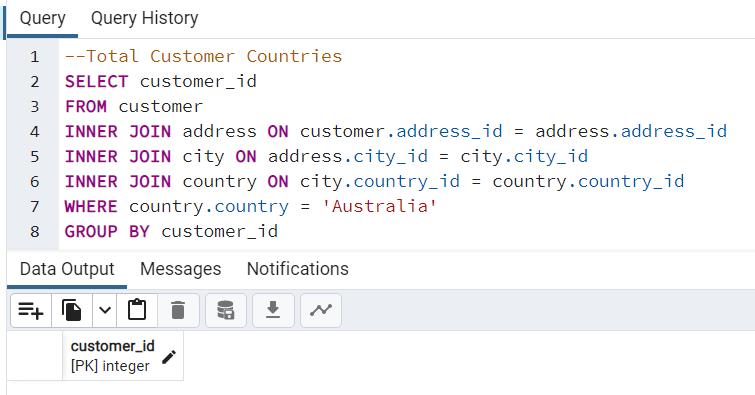 Query Query History
1 --Total Customer Countries
2 SELECT customer_id
3 FROM customer
4 INNER JOIN address ON customer.address_id = address.address_id
5 INNER JOIN city ON address.city_id = city.city_id
6 INNER JOIN country ON city.country_id = country.country_id
7 WHERE country.country = 'Australia'
8 GROUP BY customer_id
Data Output Messages Notifications
customer_id
[PK] integer